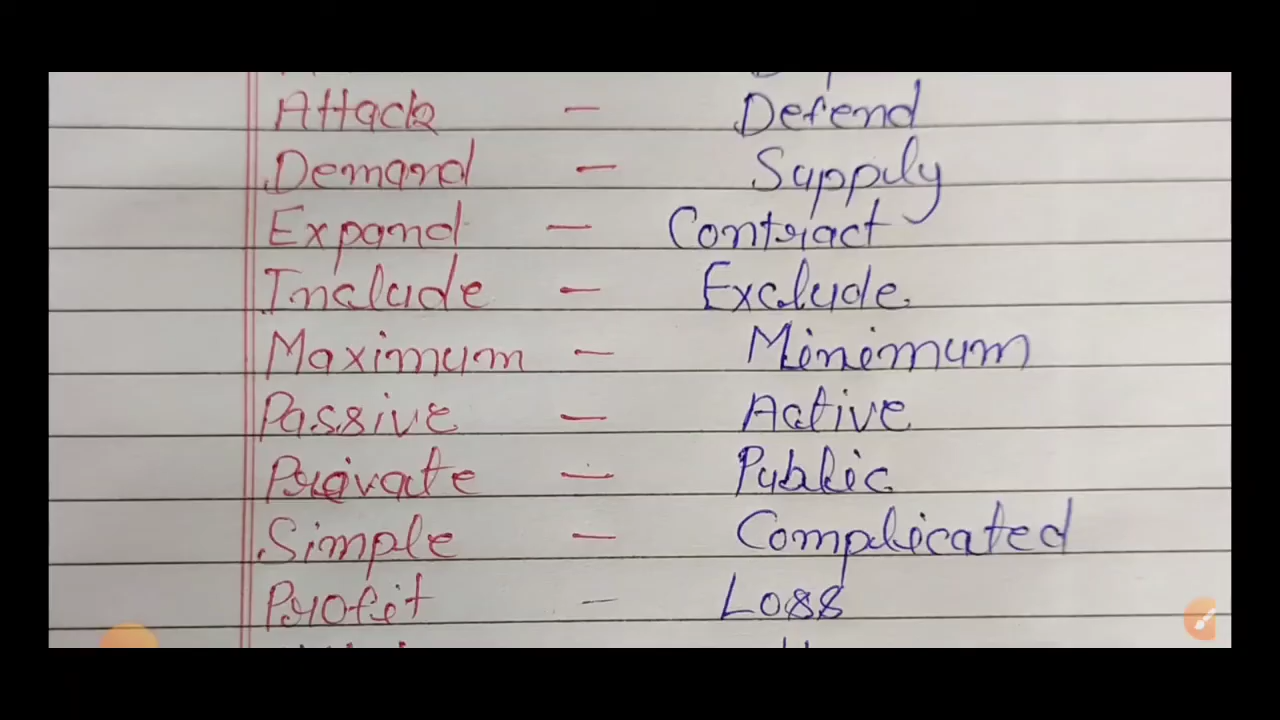 Attack - Defend
Demand - Supply
Expand - Contract
Include - Exclude.
Maximum - Minimum
Passive - Active
Private - Public
Simple - Complicated
Profit - Loss